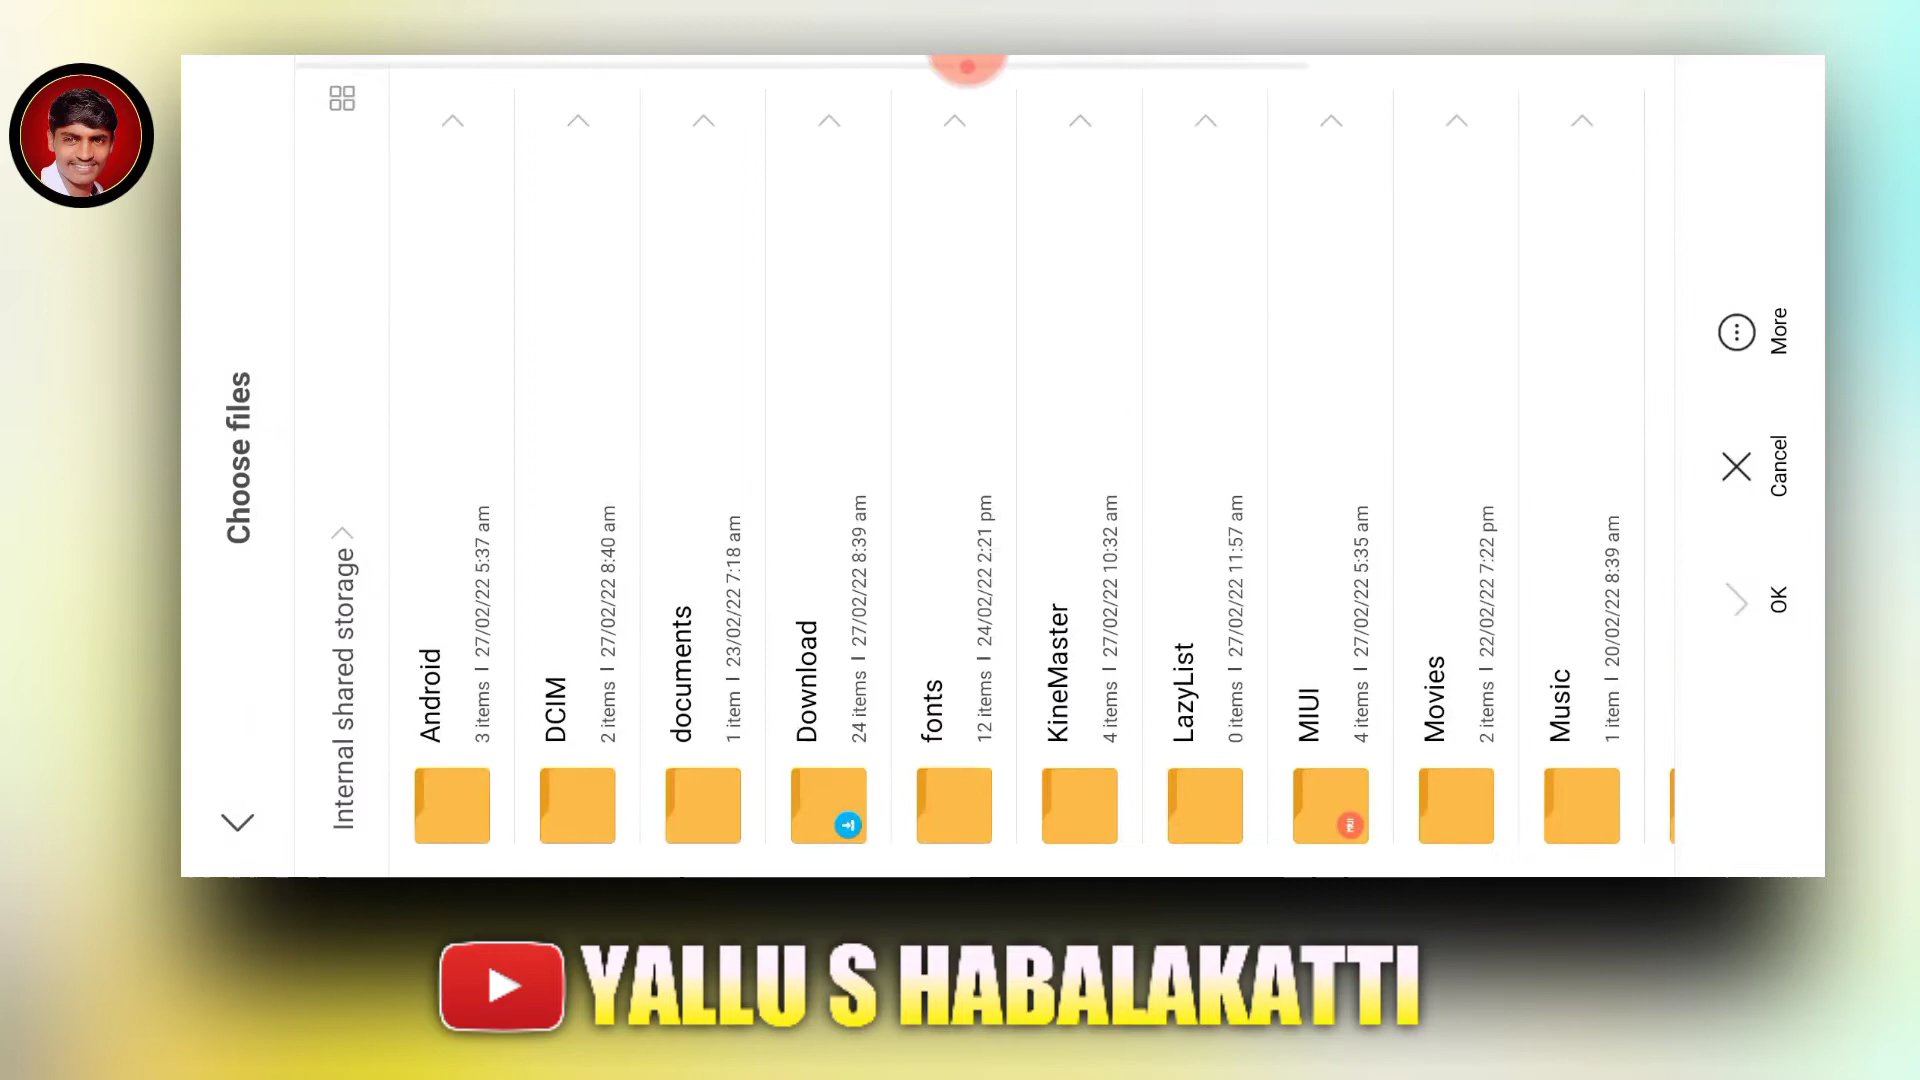 Choose files
Internal shared storage
Android
3 items | 27/02/22 5:37 am
DCIM
2 items | 27/02/22 8:40 am
documents
1 item | 23/02/22 7:18 am
Download
24 items | 27/02/22 8:39 am
fonts
12 items | 24/02/22 2:21 pm
KineMaster
4 items | 27/02/22 10:32 am
LazyList
0 items | 27/02/22 11:57 am
MIUI
4 items | 27/02/22 5:35 am
Movies
2 items | 22/02/22 7:22 pm
Music
1 item | 20/02/22 8:39 am
OK
Cancel
More
YALLU S HABALAKATTI